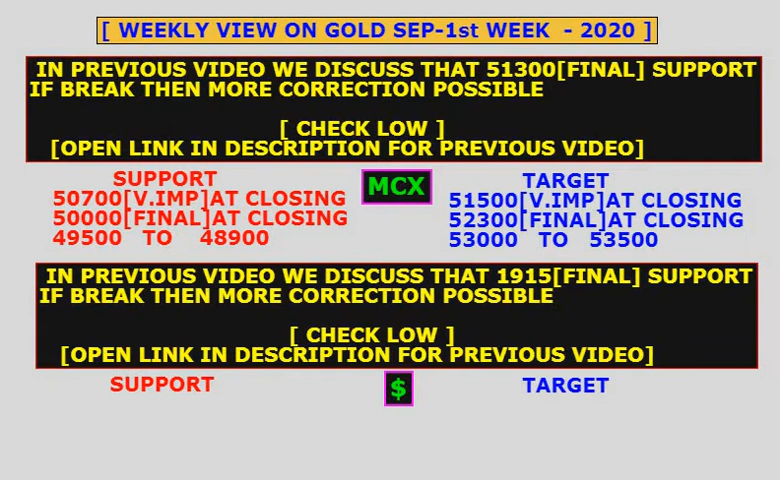 [ WEEKLY VIEW ON GOLD SEP-1st WEEK - 2020 ]
IN PREVIOUS VIDEO WE DISCUSS THAT 51300[FINAL] SUPPORT
IF BREAK THEN MORE CORRECTION POSSIBLE
[ CHECK LOW ]
[OPEN LINK IN DESCRIPTION FOR PREVIOUS VIDEO]
SUPPORT
50700[V.IMP]AT CLOSING
50000[FINAL]AT CLOSING
49500 TO 48900
MCX
TARGET
51500[V.IMP]AT CLOSING
52300[FINAL]AT CLOSING
53000 TO 53500
IN PREVIOUS VIDEO WE DISCUSS THAT 1915[FINAL] SUPPORT
IF BREAK THEN MORE CORRECTION POSSIBLE
[ CHECK LOW ]
[OPEN LINK IN DESCRIPTION FOR PREVIOUS VIDEO]
SUPPORT
$
TARGET